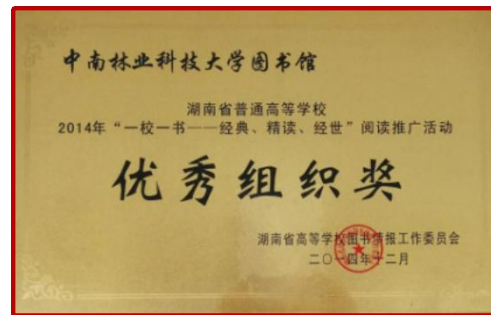 中南林业科技大学图书馆
湖南省普通高等学校
2014年“一校一书——经典、精读、经世”阅读推广活动
优秀组织奖
湖南省高等学校图书情报工作委员会
二〇一四年十二月